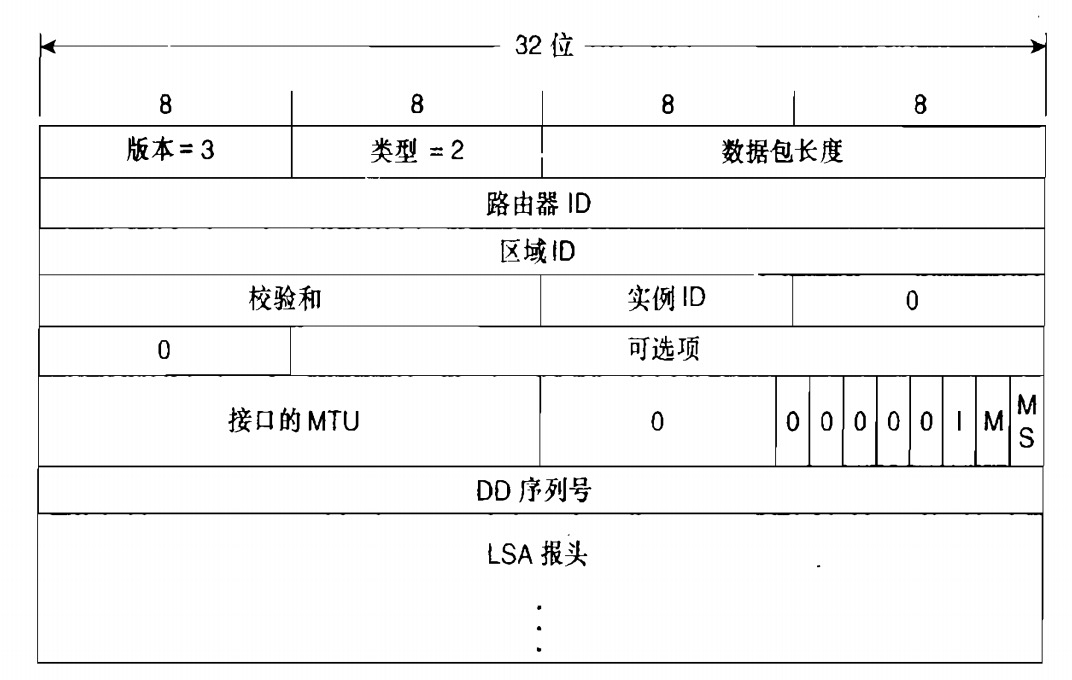 32 位
8 8 8 8
版本 = 3 类型 = 2 数据包长度
路由器 ID
区域 ID
校验和 实例 ID 0
0 可选项
接口的 MTU 0 0 0 0 0 0 I M MS
DD 序列号
LSA 报头
.
.
.